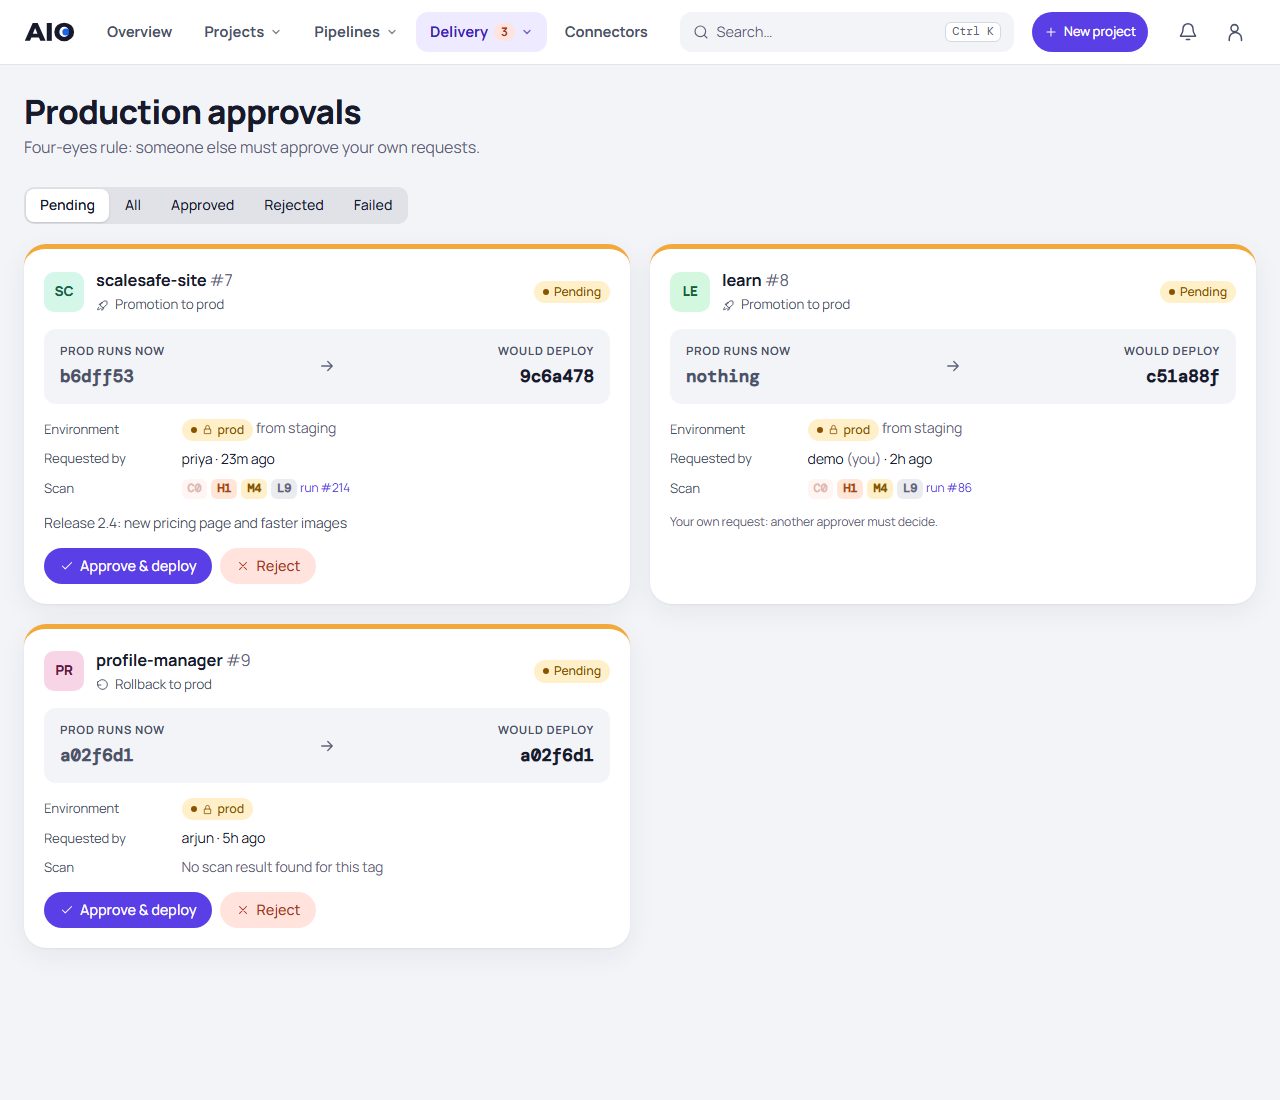 AIO
Overview
Projects
Pipelines
Delivery 3
Connectors
Search...
Ctrl K
+ New project
Production approvals
Four-eyes rule: someone else must approve your own requests.
Pending
All
Approved
Rejected
Failed
SC
scalesafe-site #7
Promotion to prod
Pending
PROD RUNS NOW
b6dff53
→
WOULD DEPLOY
9c6a478
Environment
prod from staging
Requested by
priya · 23m ago
Scan
C0 H1 M4 L9 run #214
Release 2.4: new pricing page and faster images
Approve & deploy
Reject
LE
learn #8
Promotion to prod
Pending
PROD RUNS NOW
nothing
→
WOULD DEPLOY
c51a88f
Environment
prod from staging
Requested by
demo (you) · 2h ago
Scan
C0 H1 M4 L9 run #86
Your own request: another approver must decide.
PR
profile-manager #9
Rollback to prod
Pending
PROD RUNS NOW
a02f6d1
→
WOULD DEPLOY
a02f6d1
Environment
prod
Requested by
arjun · 5h ago
Scan
No scan result found for this tag
Approve & deploy
Reject